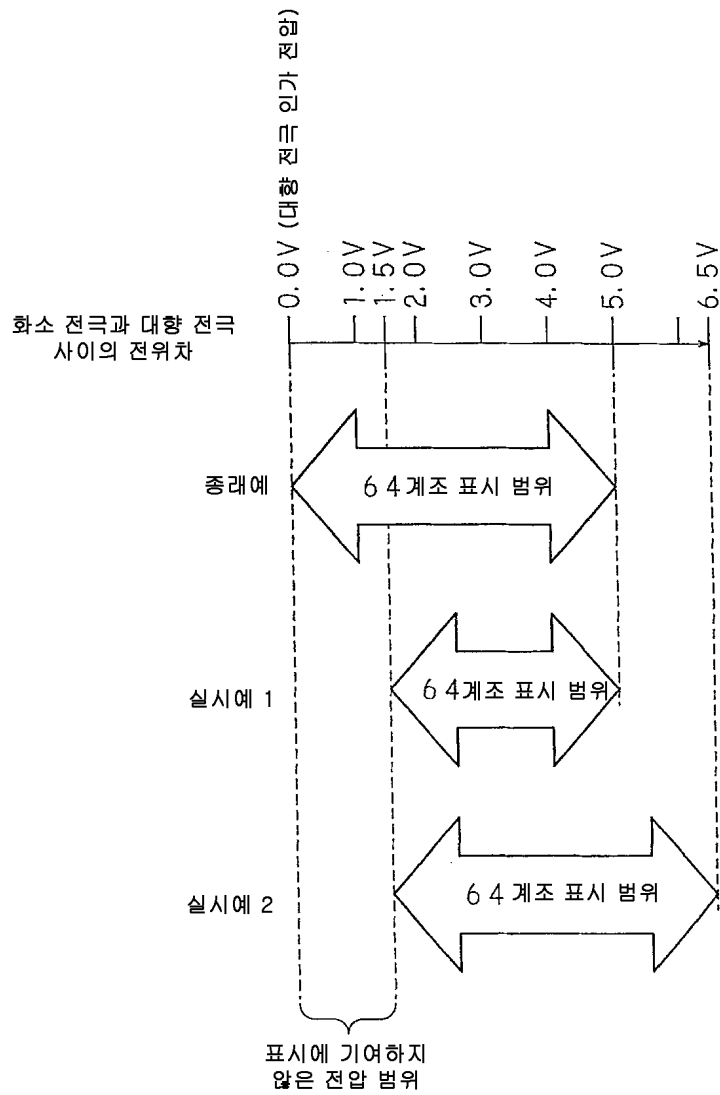 0.0V (대향 전극 인가 전압)
1.0V
1.5V
2.0V
3.0V
4.0V
5.0V
6.5V
화소 전극과 대향 전극
사이의 전위차
종래예
64계조 표시 범위
실시예 1
64계조 표시 범위
실시예 2
64계조 표시 범위
표시에 기여하지
않은 전압 범위